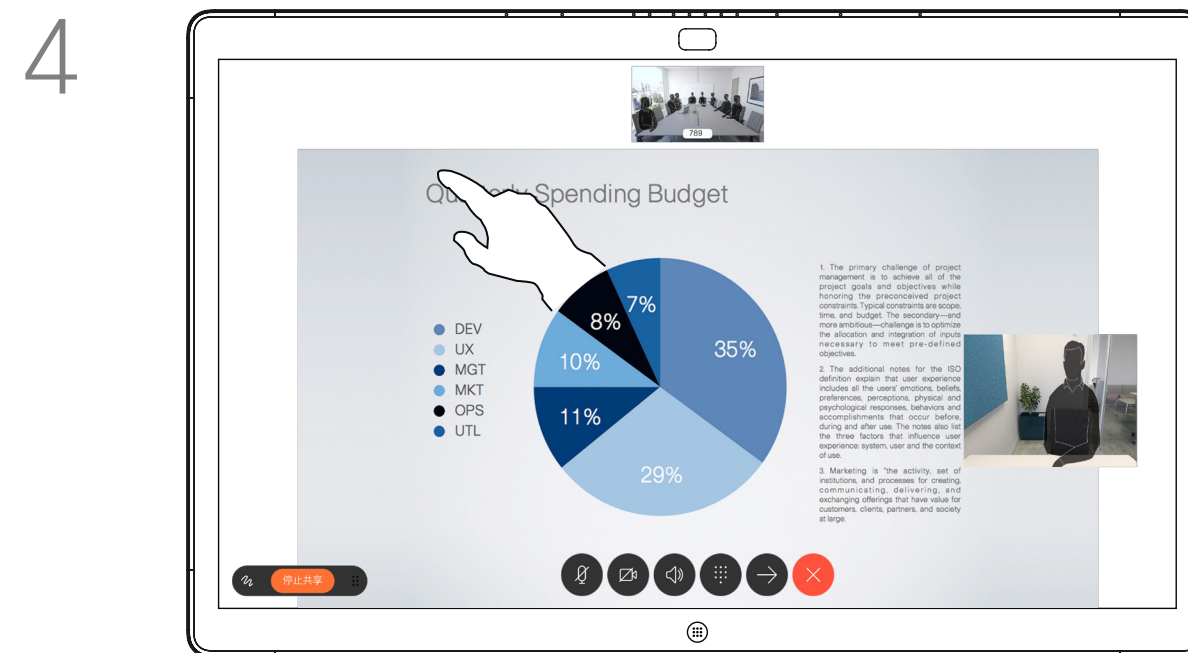 4
789
Quarterly Spending Budget
DEV
UX
MGT
MKT
OPS
UTL
7%
8%
35%
10%
11%
29%
1. The primary challenge of project
management is to achieve all of the
project goals and objectives while
honoring the preconceived project
constraints. Typical constraints are scope,
time, and budget. The secondary—and
more ambitious—challenge is to optimize
the allocation and integration of inputs
necessary to meet pre-defined
objectives.
2. The additional notes for the ISO
definition explain that user experience
includes all the users' emotions, beliefs,
preferences, perceptions, physical and
psychological responses, behaviors and
accomplishments that occur before,
during and after use. The notes also list
the three factors that influence user
experience: system, user and the context
of use.
3. Marketing is "the activity, set of
institutions, and processes for creating,
communicating, delivering, and
exchanging offerings that have value for
customers, clients, partners, and society
at large.
停止共享